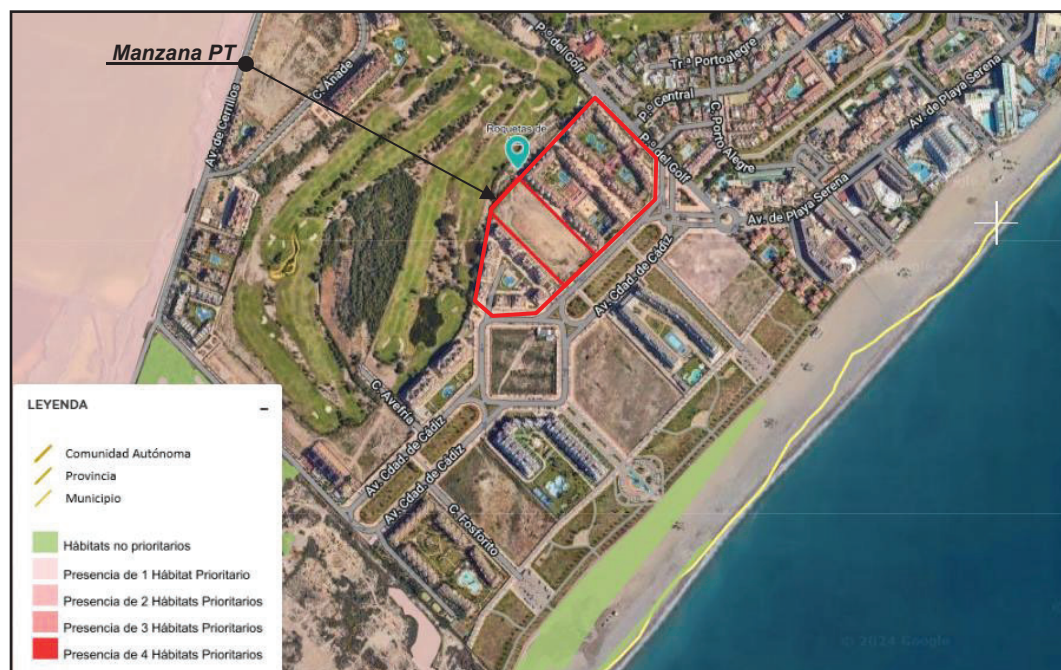 Manzana PT
P.º del Golf
Tr.ª Portoalegre
Av. de Playa Serena
C. Ánade
Av. de Cerrillos
P.º Central
C. Porto Alegre
Roquetas de
P.º del Golf
Av. de Playa Serena
Av. Cdad. de Cádiz
C. Avefría
Av. Cdad. de Cádiz
Av. Cdad. de Cádiz
C. Fosforito
LEYENDA
Comunidad Autónoma
Provincia
Municipio
Hábitats no prioritarios
Presencia de 1 Hábitat Prioritario
Presencia de 2 Hábitats Prioritarios
Presencia de 3 Hábitats Prioritarios
Presencia de 4 Hábitats Prioritarios
© 2024 Google